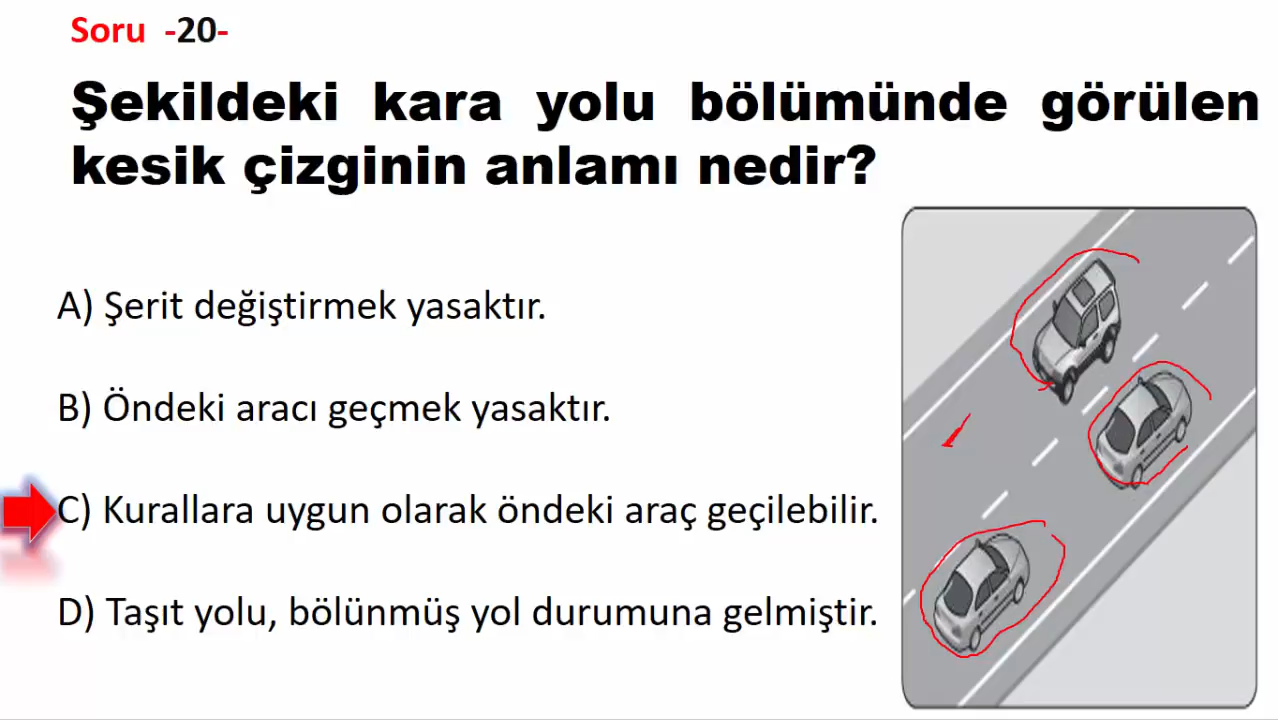 Soru -20-
Şekildeki kara yolu bölümünde görülen
kesik çizginin anlamı nedir?
A) Şerit değiştirmek yasaktır.
B) Öndeki aracı geçmek yasaktır.
C) Kurallara uygun olarak öndeki araç geçilebilir.
D) Taşıt yolu, bölünmüş yol durumuna gelmiştir.